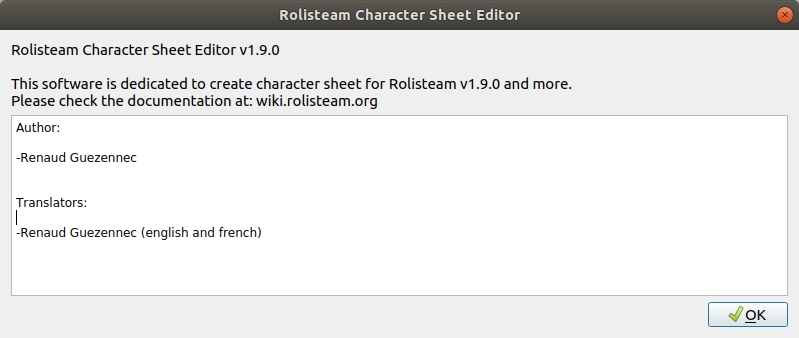 Rolisteam Character Sheet Editor
Rolisteam Character Sheet Editor v1.9.0
This software is dedicated to create character sheet for Rolisteam v1.9.0 and more.
Please check the documentation at: wiki.rolisteam.org
Author:
-Renaud Guezennec
Translators:
-Renaud Guezennec (english and french)
OK